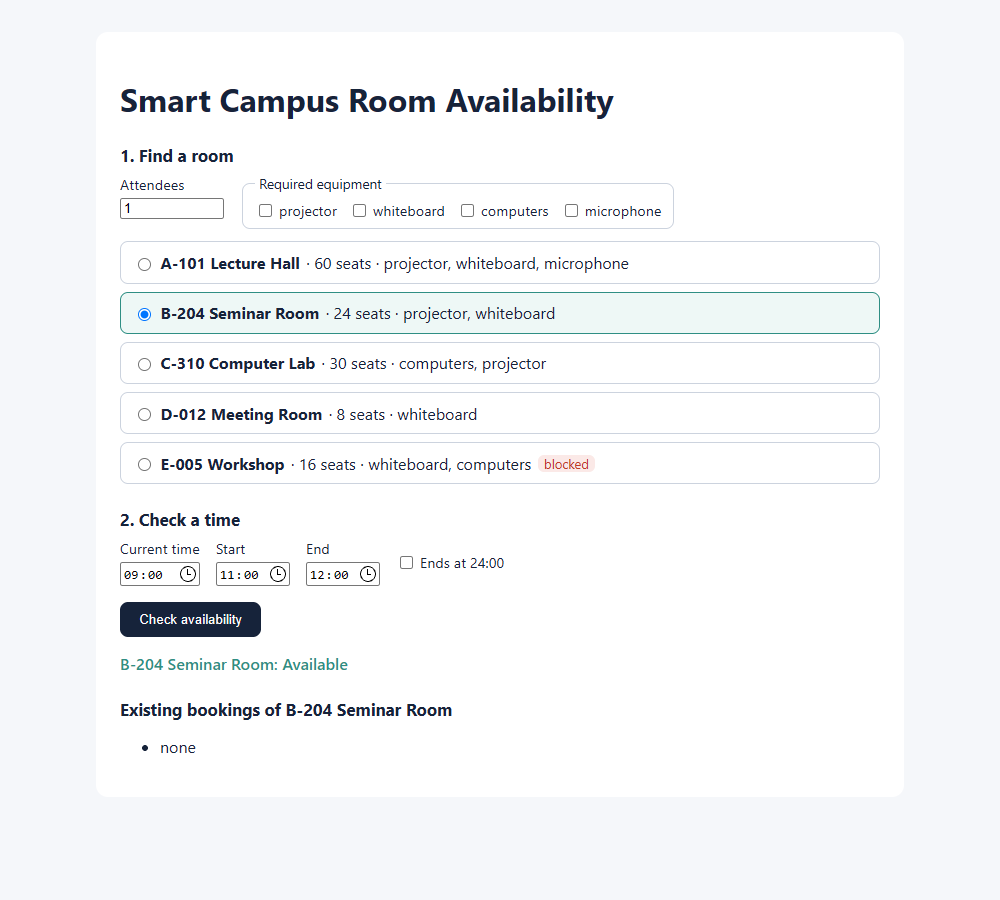 Smart Campus Room Availability
1. Find a room
Attendees
1
Required equipment
projector whiteboard computers microphone
A-101 Lecture Hall · 60 seats · projector, whiteboard, microphone
B-204 Seminar Room · 24 seats · projector, whiteboard
C-310 Computer Lab · 30 seats · computers, projector
D-012 Meeting Room · 8 seats · whiteboard
E-005 Workshop · 16 seats · whiteboard, computers blocked
2. Check a time
Current time Start End
09:00 11:00 12:00 Ends at 24:00
Check availability
B-204 Seminar Room: Available
Existing bookings of B-204 Seminar Room
• none